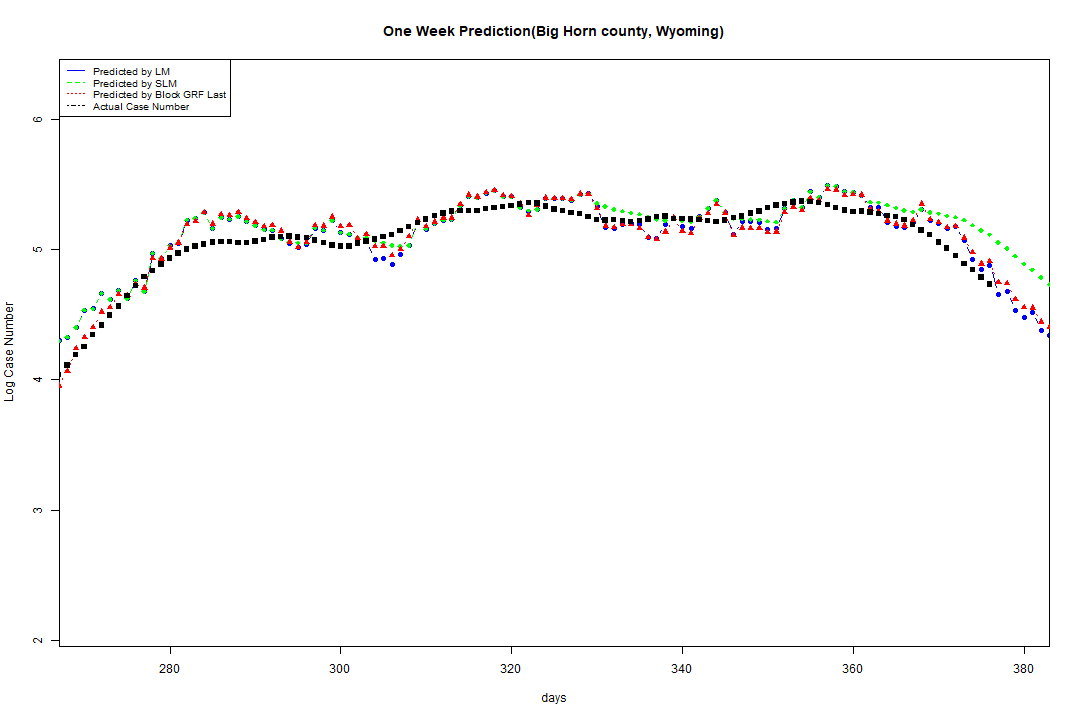 One Week Prediction(Big Horn county, Wyoming)
Predicted by LM
Predicted by SLM
Predicted by Block GRF Last
Actual Case Number
6
5
4
3
2
Log Case Number
280 300 320 340 360 380
days